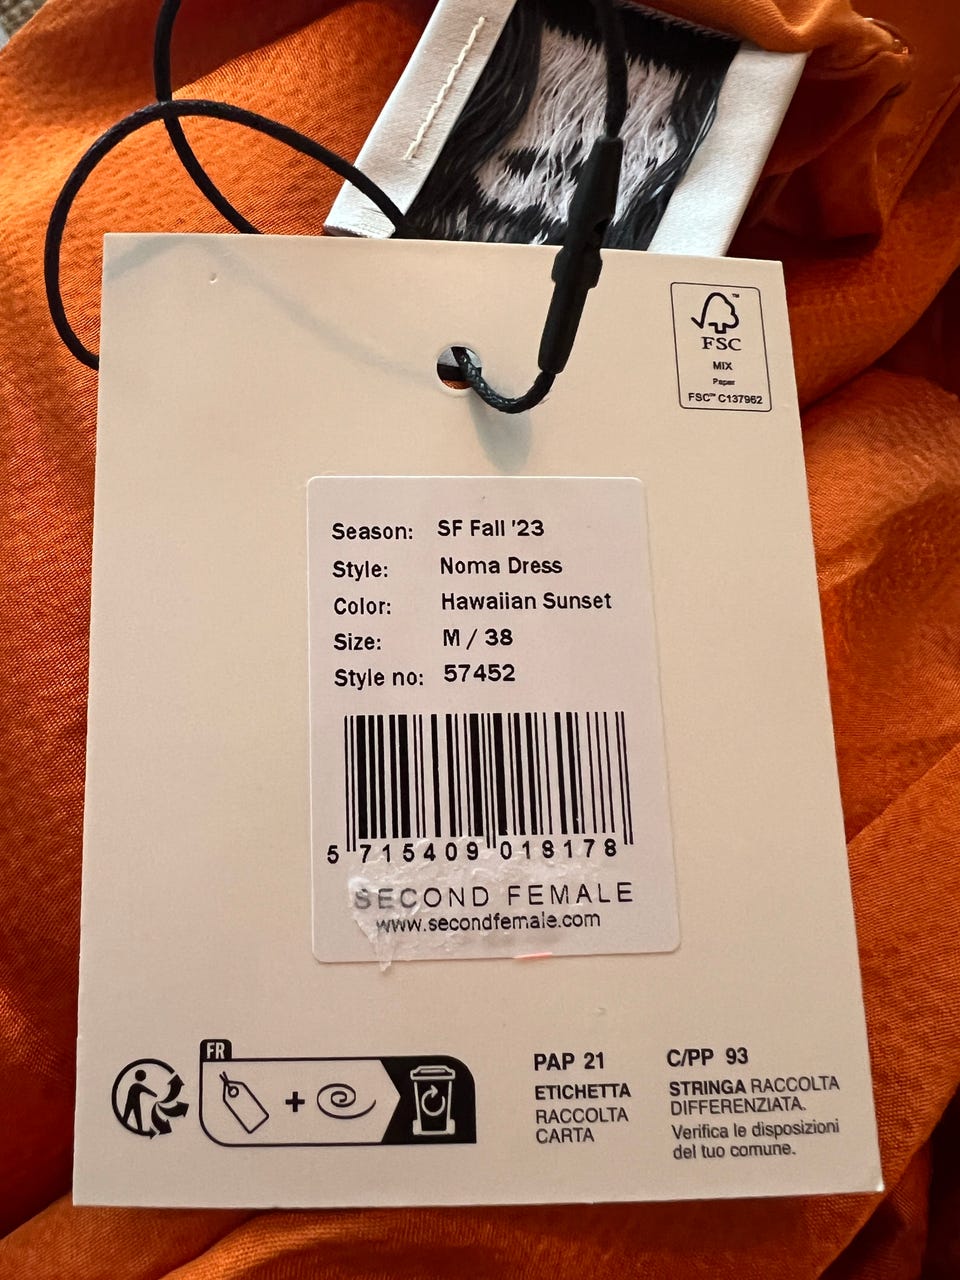 FSC™
MIX
Paper
FSC™ C137962
Season: SF Fall '23
Style: Noma Dress
Color: Hawaiian Sunset
Size: M / 38
Style no: 57452
5 715409 018178
SECOND FEMALE
www.secondfemale.com
FR
+
PAP 21
ETICHETTA
RACCOLTA
CARTA
C/PP 93
STRINGA RACCOLTA
DIFFERENZIATA.
Verifica le disposizioni
del tuo comune.